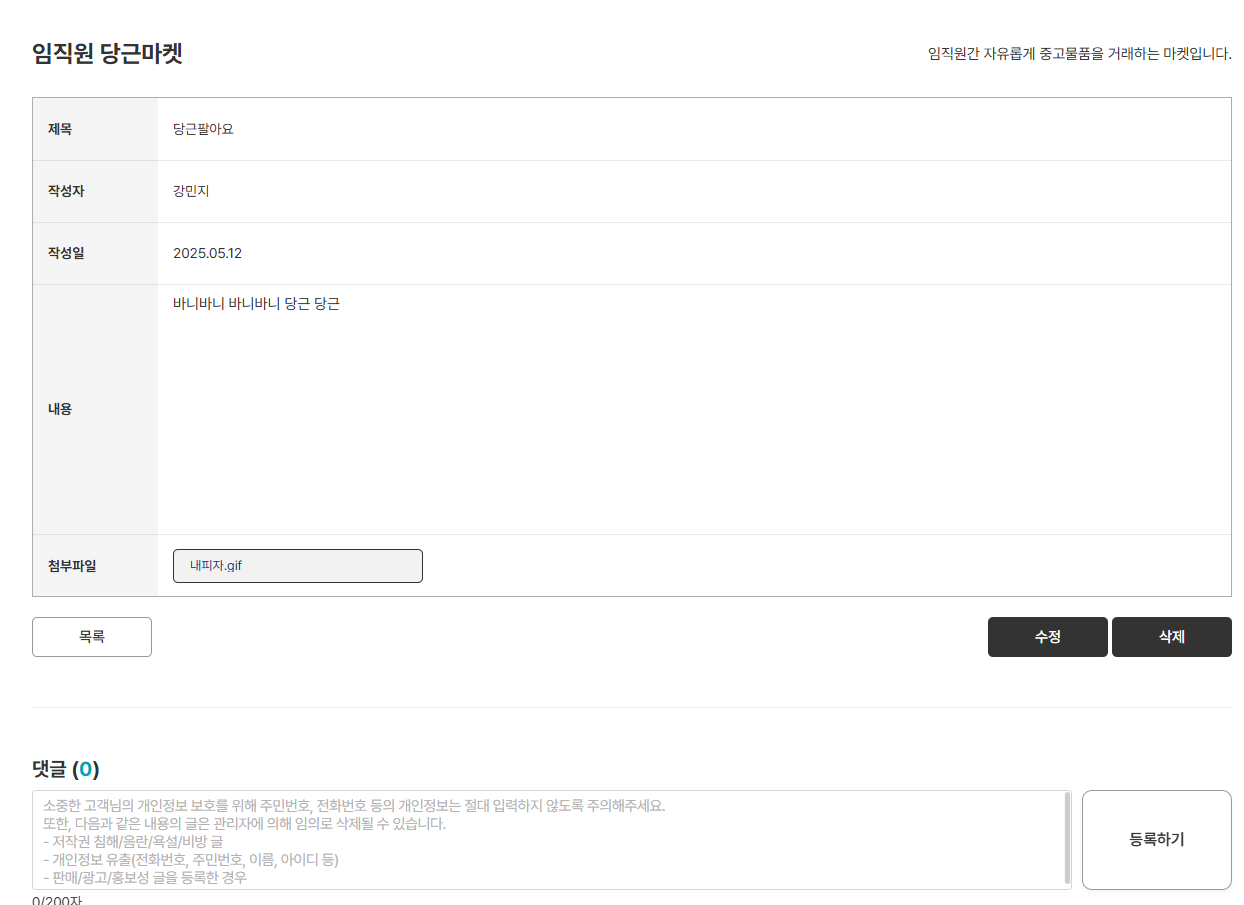 임직원 당근마켓
임직원간 자유롭게 중고물품을 거래하는 마켓입니다.
제목 당근팔아요
작성자 강민지
작성일 2025.05.12
내용 바니바니 바니바니 당근 당근
첨부파일 내피자.gif
목록 수정 삭제
댓글 (0)
소중한 고객님의 개인정보 보호를 위해 주민번호, 전화번호 등의 개인정보는 절대 입력하지 않도록 주의해주세요.
또한, 다음과 같은 내용의 글은 관리자에 의해 임의로 삭제될 수 있습니다.
- 저작권 침해/음란/욕설/비방 글
- 개인정보 유출(전화번호, 주민번호, 이름, 아이디 등)
- 판매/광고/홍보성 글을 등록한 경우
등록하기
0/200자